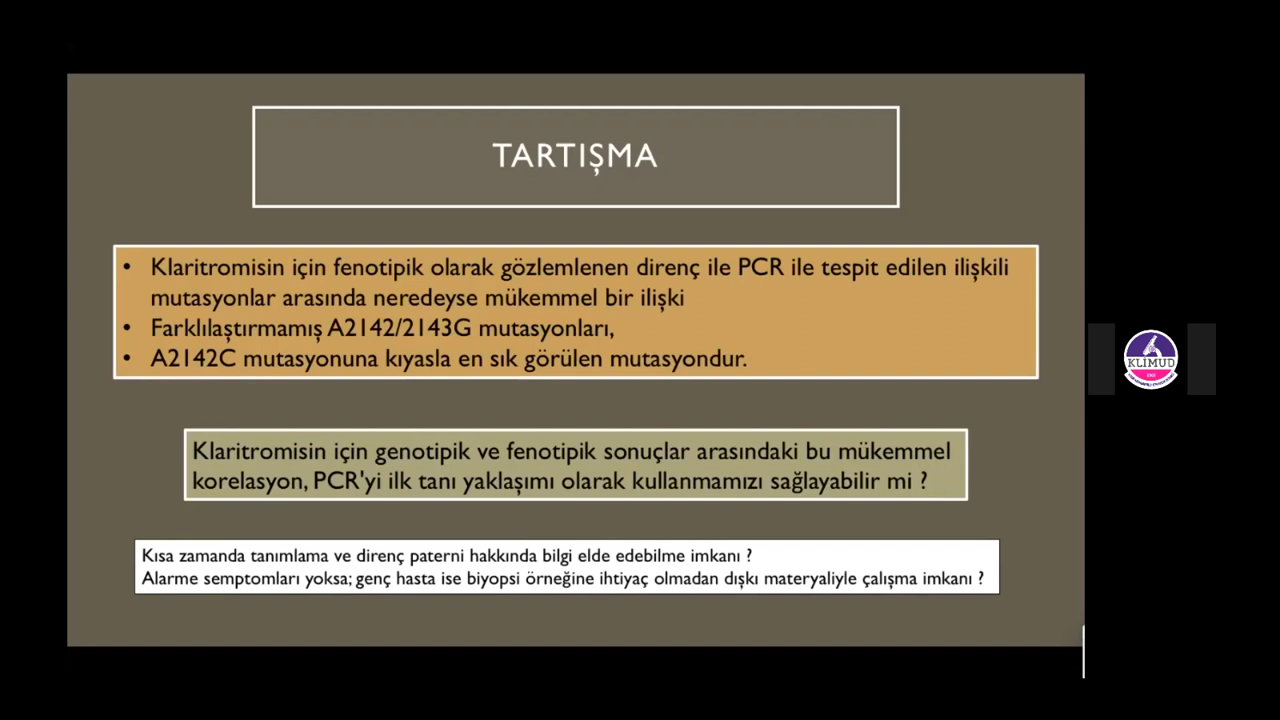 TARTIŞMA
• Klaritromisin için fenotipik olarak gözlemlenen direnç ile PCR ile tespit edilen ilişkili
mutasyonlar arasında neredeyse mükemmel bir ilişki
• Farklılaştırmamış A2142/2143G mutasyonları,
• A2142C mutasyonuna kıyasla en sık görülen mutasyondur.
Klaritromisin için genotipik ve fenotipik sonuçlar arasındaki bu mükemmel
korelasyon, PCR'yi ilk tanı yaklaşımı olarak kullanmamızı sağlayabilir mi ?
Kısa zamanda tanımlama ve direnç paterni hakkında bilgi elde edebilme imkanı ?
Alarme semptomları yoksa; genç hasta ise biyopsi örneğine ihtiyaç olmadan dışkı materyaliyle çalışma imkanı ?
KLİMUD